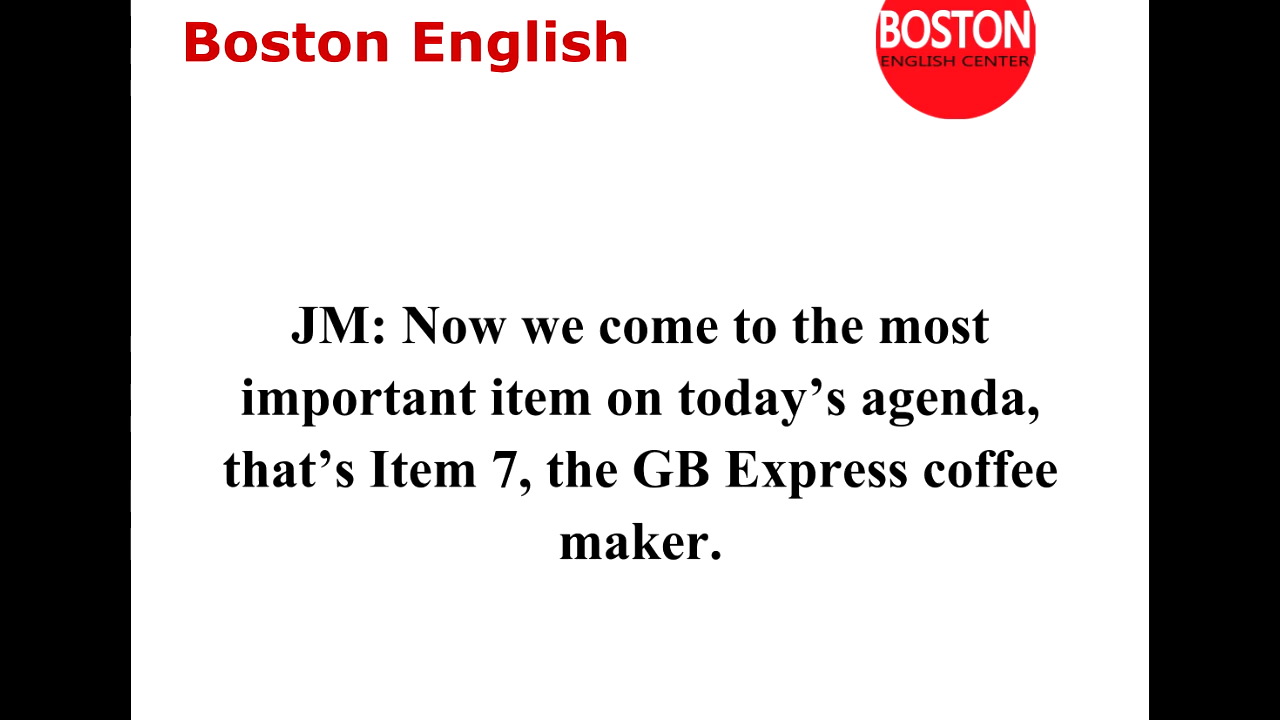 Boston English
BOSTON
ENGLISH CENTER
JM: Now we come to the most
important item on today’s agenda,
that’s Item 7, the GB Express coffee
maker.